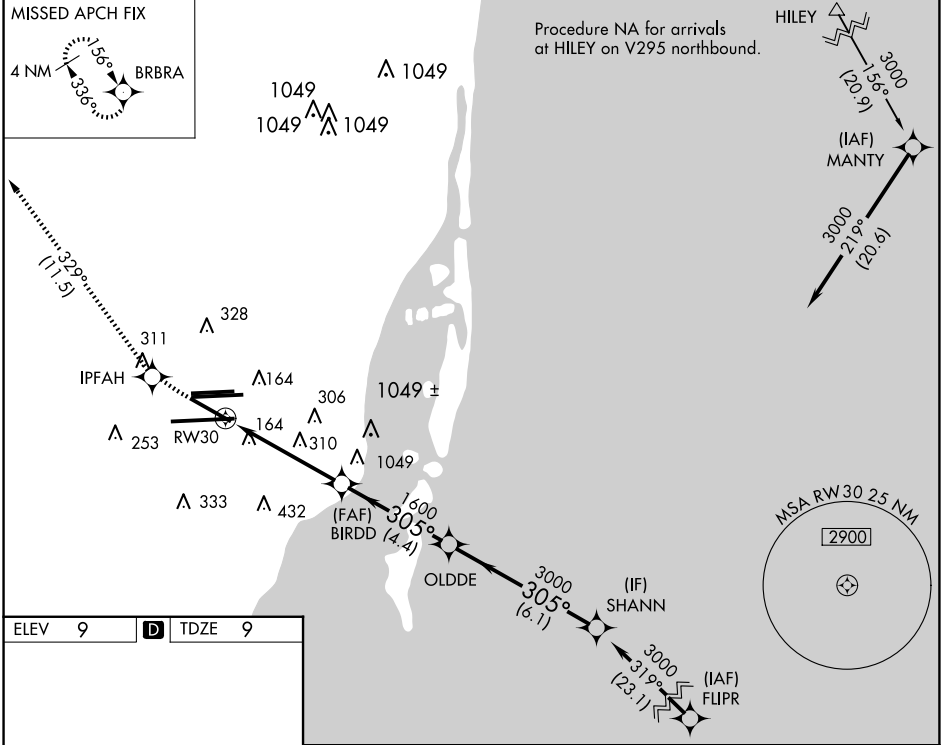 MISSED APCH FIX
4 NM
156°
336°
BRBRA
1049
1049
1049
1049
Procedure NA for arrivals
at HILEY on V295 northbound.
HILEY
3000
156°
(20.9)
(IAF)
MANTY
3000
219°
(20.6)
329°
(11.5)
328
311
IPFAH
164
306
1049 ±
253
RW30
164
310
1049
333
432
(FAF)
BIRDD
1600
305°
(4.4)
OLDDE
3000
305°
(6.1)
(IF)
SHANN
3000
319°
(23.1)
(IAF)
FLIPR
MSA RW30 25 NM
2900
ELEV 9 D TDZE 9